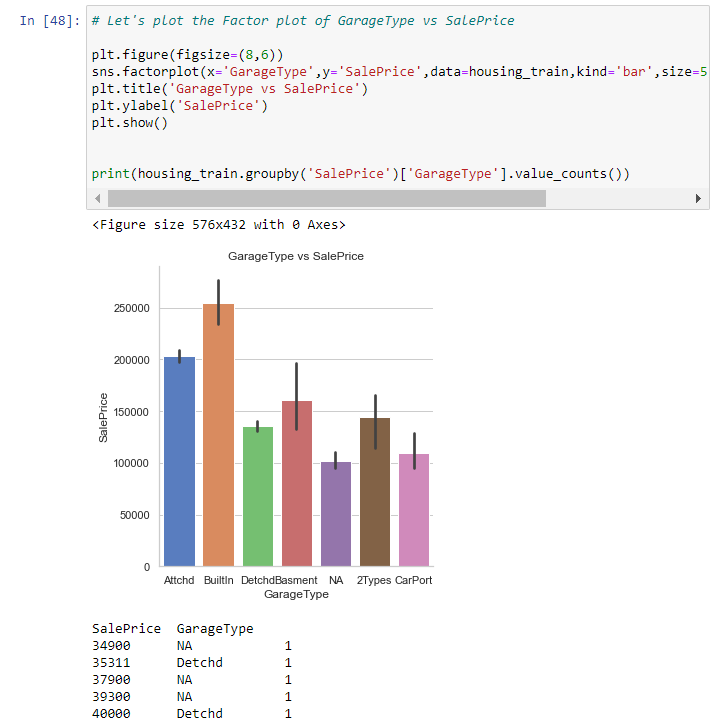 In [48]: # Let's plot the Factor plot of GarageType vs SalePrice
plt.figure(figsize=(8,6))
sns.factorplot(x='GarageType',y='SalePrice',data=housing_train,kind='bar',size=5
plt.title('GarageType vs SalePrice')
plt.ylabel('SalePrice')
plt.show()
print(housing_train.groupby('SalePrice')['GarageType'].value_counts())
<Figure size 576x432 with 0 Axes>
GarageType vs SalePrice
250000
200000
150000
100000
50000
0
SalePrice
Attchd BuiltIn Detchd Basment NA 2Types CarPort
GarageType
SalePrice GarageType
34900 NA 1
35311 Detchd 1
37900 NA 1
39300 NA 1
40000 Detchd 1